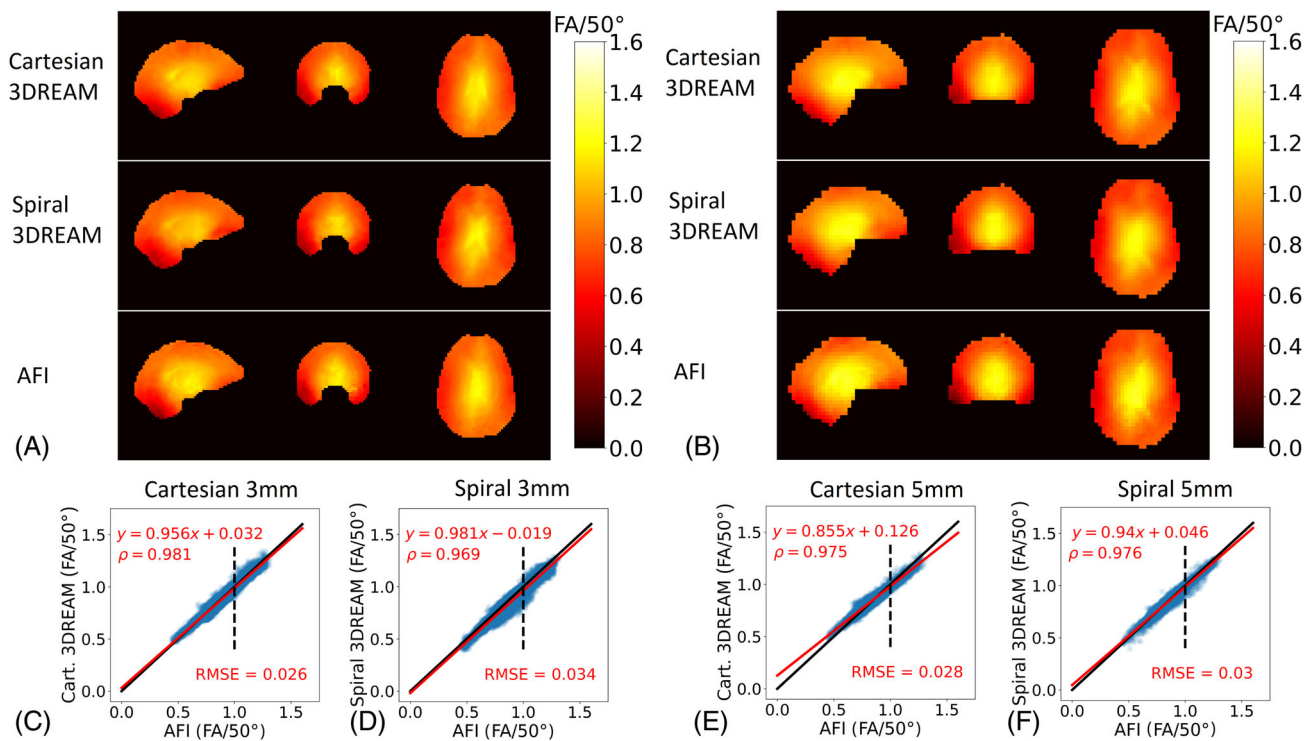 FA/50°
Cartesian
3DREAM
Spiral
3DREAM
AFI
1.6
1.4
1.2
1.0
0.8
0.6
0.4
0.2
0.0
(A)
FA/50°
Cartesian
3DREAM
Spiral
3DREAM
AFI
1.6
1.4
1.2
1.0
0.8
0.6
0.4
0.2
0.0
(B)
Cartesian 3mm
Cart. 3DREAM (FA/50°)
1.5
1.0
0.5
0.0
y = 0.956x + 0.032
ρ = 0.981
RMSE = 0.026
0.0 0.5 1.0 1.5
AFI (FA/50°)
(C)
Spiral 3mm
Spiral 3DREAM (FA/50°)
1.5
1.0
0.5
0.0
y = 0.981x − 0.019
ρ = 0.969
RMSE = 0.034
0.0 0.5 1.0 1.5
AFI (FA/50°)
(D)
Cartesian 5mm
Cart. 3DREAM (FA/50°)
1.5
1.0
0.5
0.0
y = 0.855x + 0.126
ρ = 0.975
RMSE = 0.028
0.0 0.5 1.0 1.5
AFI (FA/50°)
(E)
Spiral 5mm
Spiral 3DREAM (FA/50°)
1.5
1.0
0.5
0.0
y = 0.94x + 0.046
ρ = 0.976
RMSE = 0.03
0.0 0.5 1.0 1.5
AFI (FA/50°)
(F)